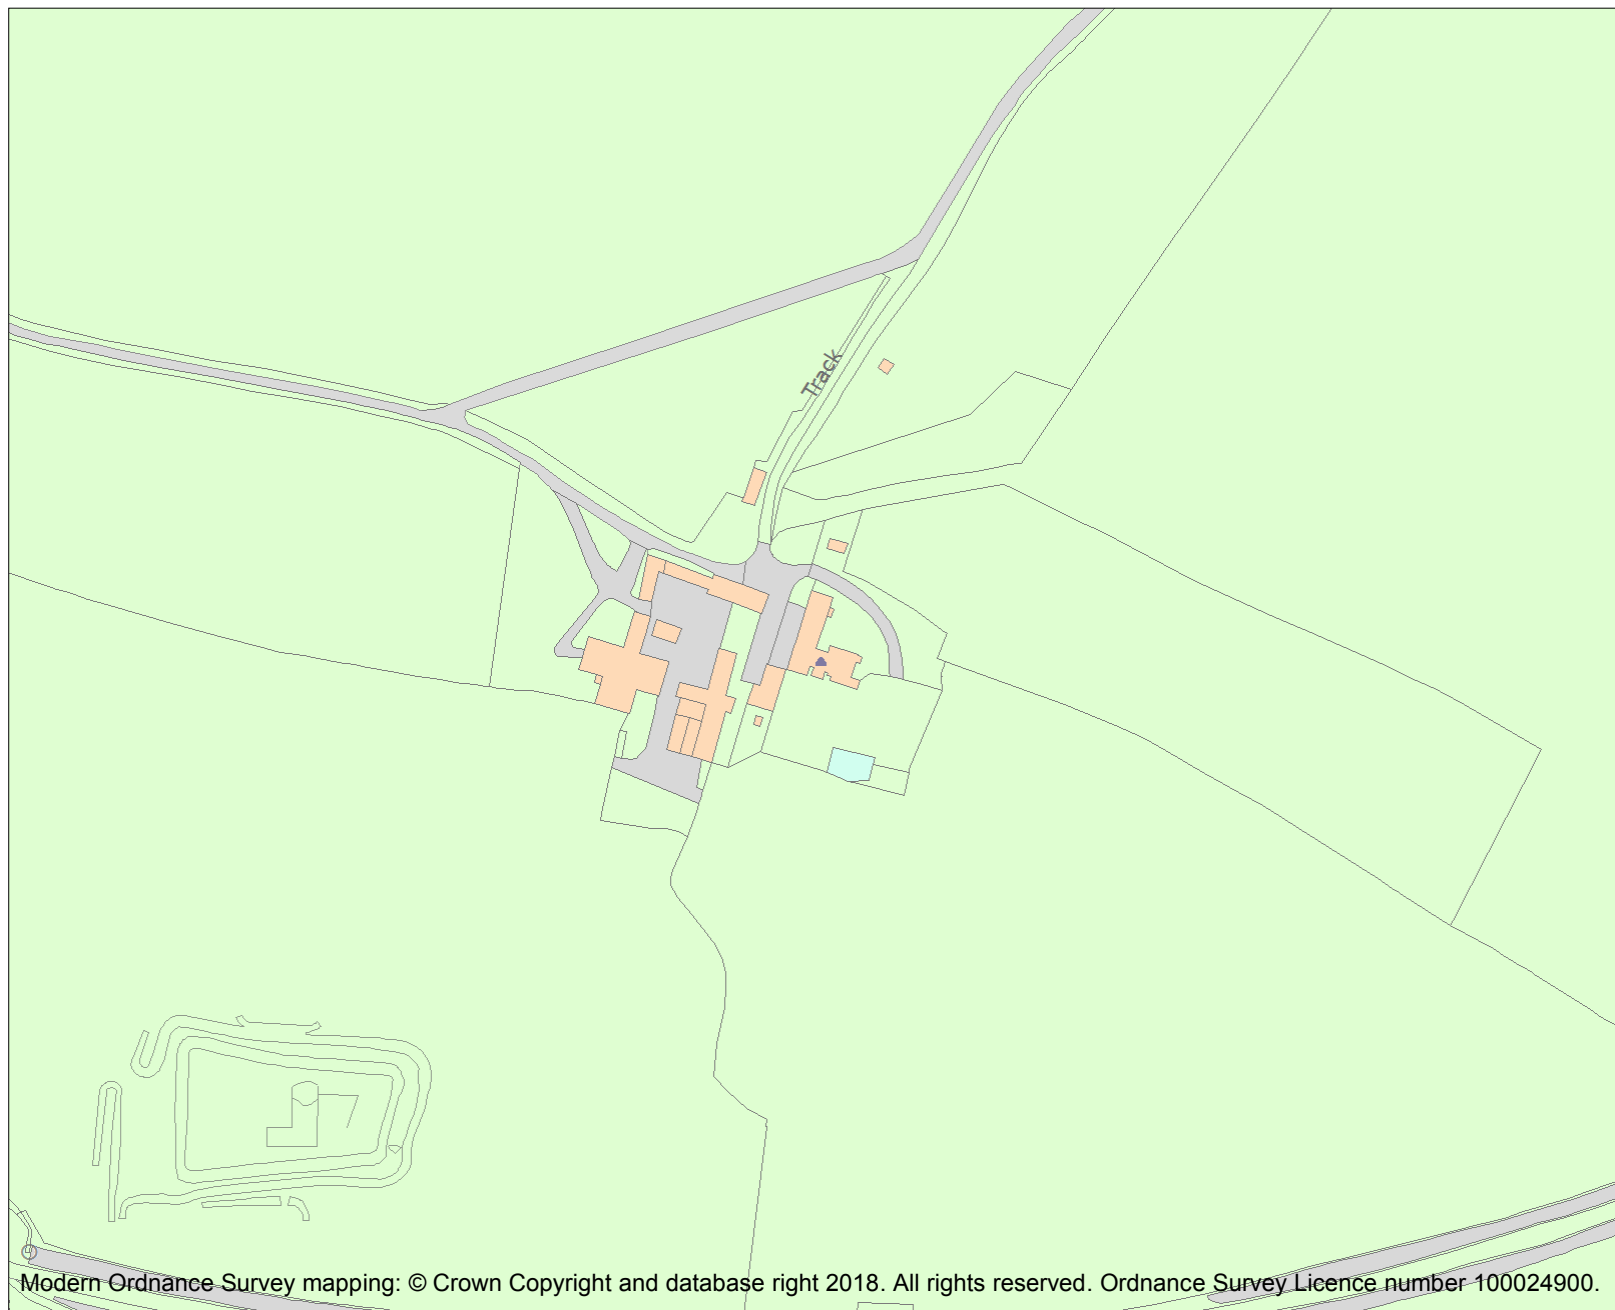 Track
Modern Ordnance Survey mapping: © Crown Copyright and database right 2018. All rights reserved. Ordnance Survey Licence number 100024900.